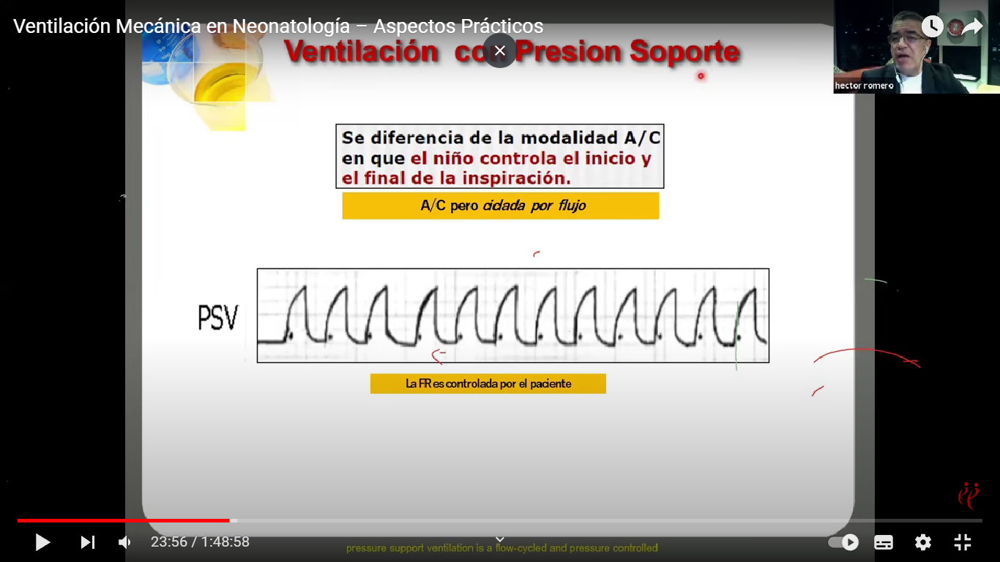 Ventilación Mecánica en Neonatología – Aspectos Prácticos
Ventilación con Presion Soporte
hector romero
Se diferencia de la modalidad A/C
en que el niño controla el inicio y
el final de la inspiración.
A/C pero ciclada por flujo
PSV
La FR es controlada por el paciente
23:56 / 1:48:58
pressure support ventilation is a flow-cycled and pressure controlled